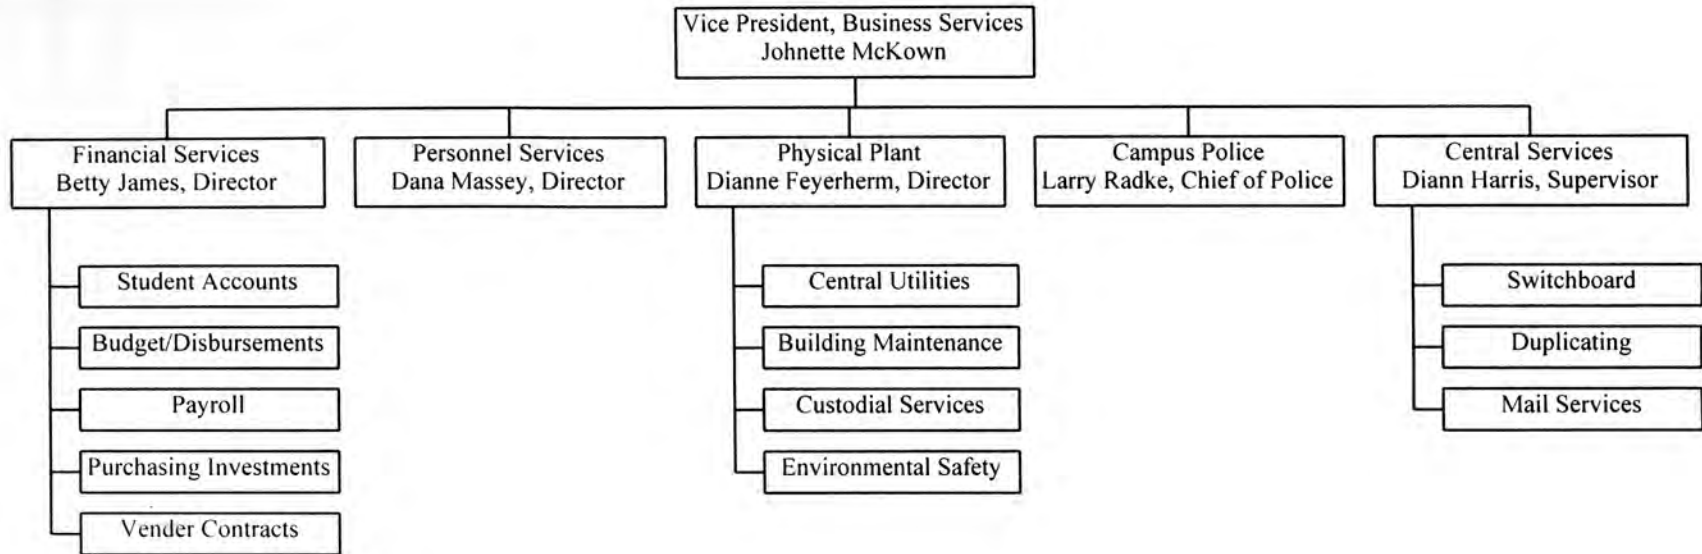 Vice President, Business Services
Johnette McKown
Financial Services
Betty James, Director
Personnel Services
Dana Massey, Director
Physical Plant
Dianne Feyerherm, Director
Campus Police
Larry Radke, Chief of Police
Central Services
Diann Harris, Supervisor
Student Accounts
Budget/Disbursements
Payroll
Purchasing Investments
Vender Contracts
Central Utilities
Building Maintenance
Custodial Services
Environmental Safety
Switchboard
Duplicating
Mail Services